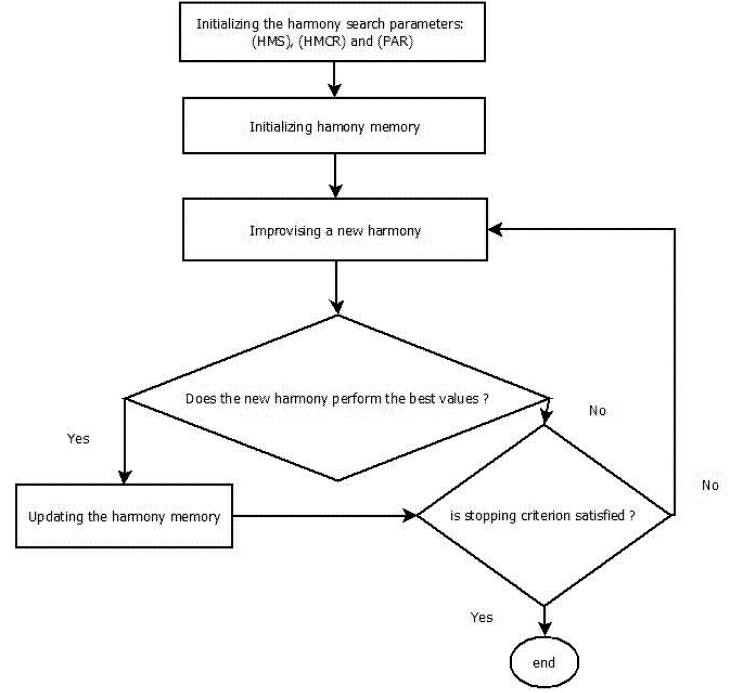 Initializing the harmony search parameters:
(HMS), (HMCR) and (PAR)
Initializing hamony memory
Improvising a new harmony
Does the new harmony perform the best values ?
No
Yes
No
Updating the harmony memory
is stopping criterion satisfied ?
Yes
end